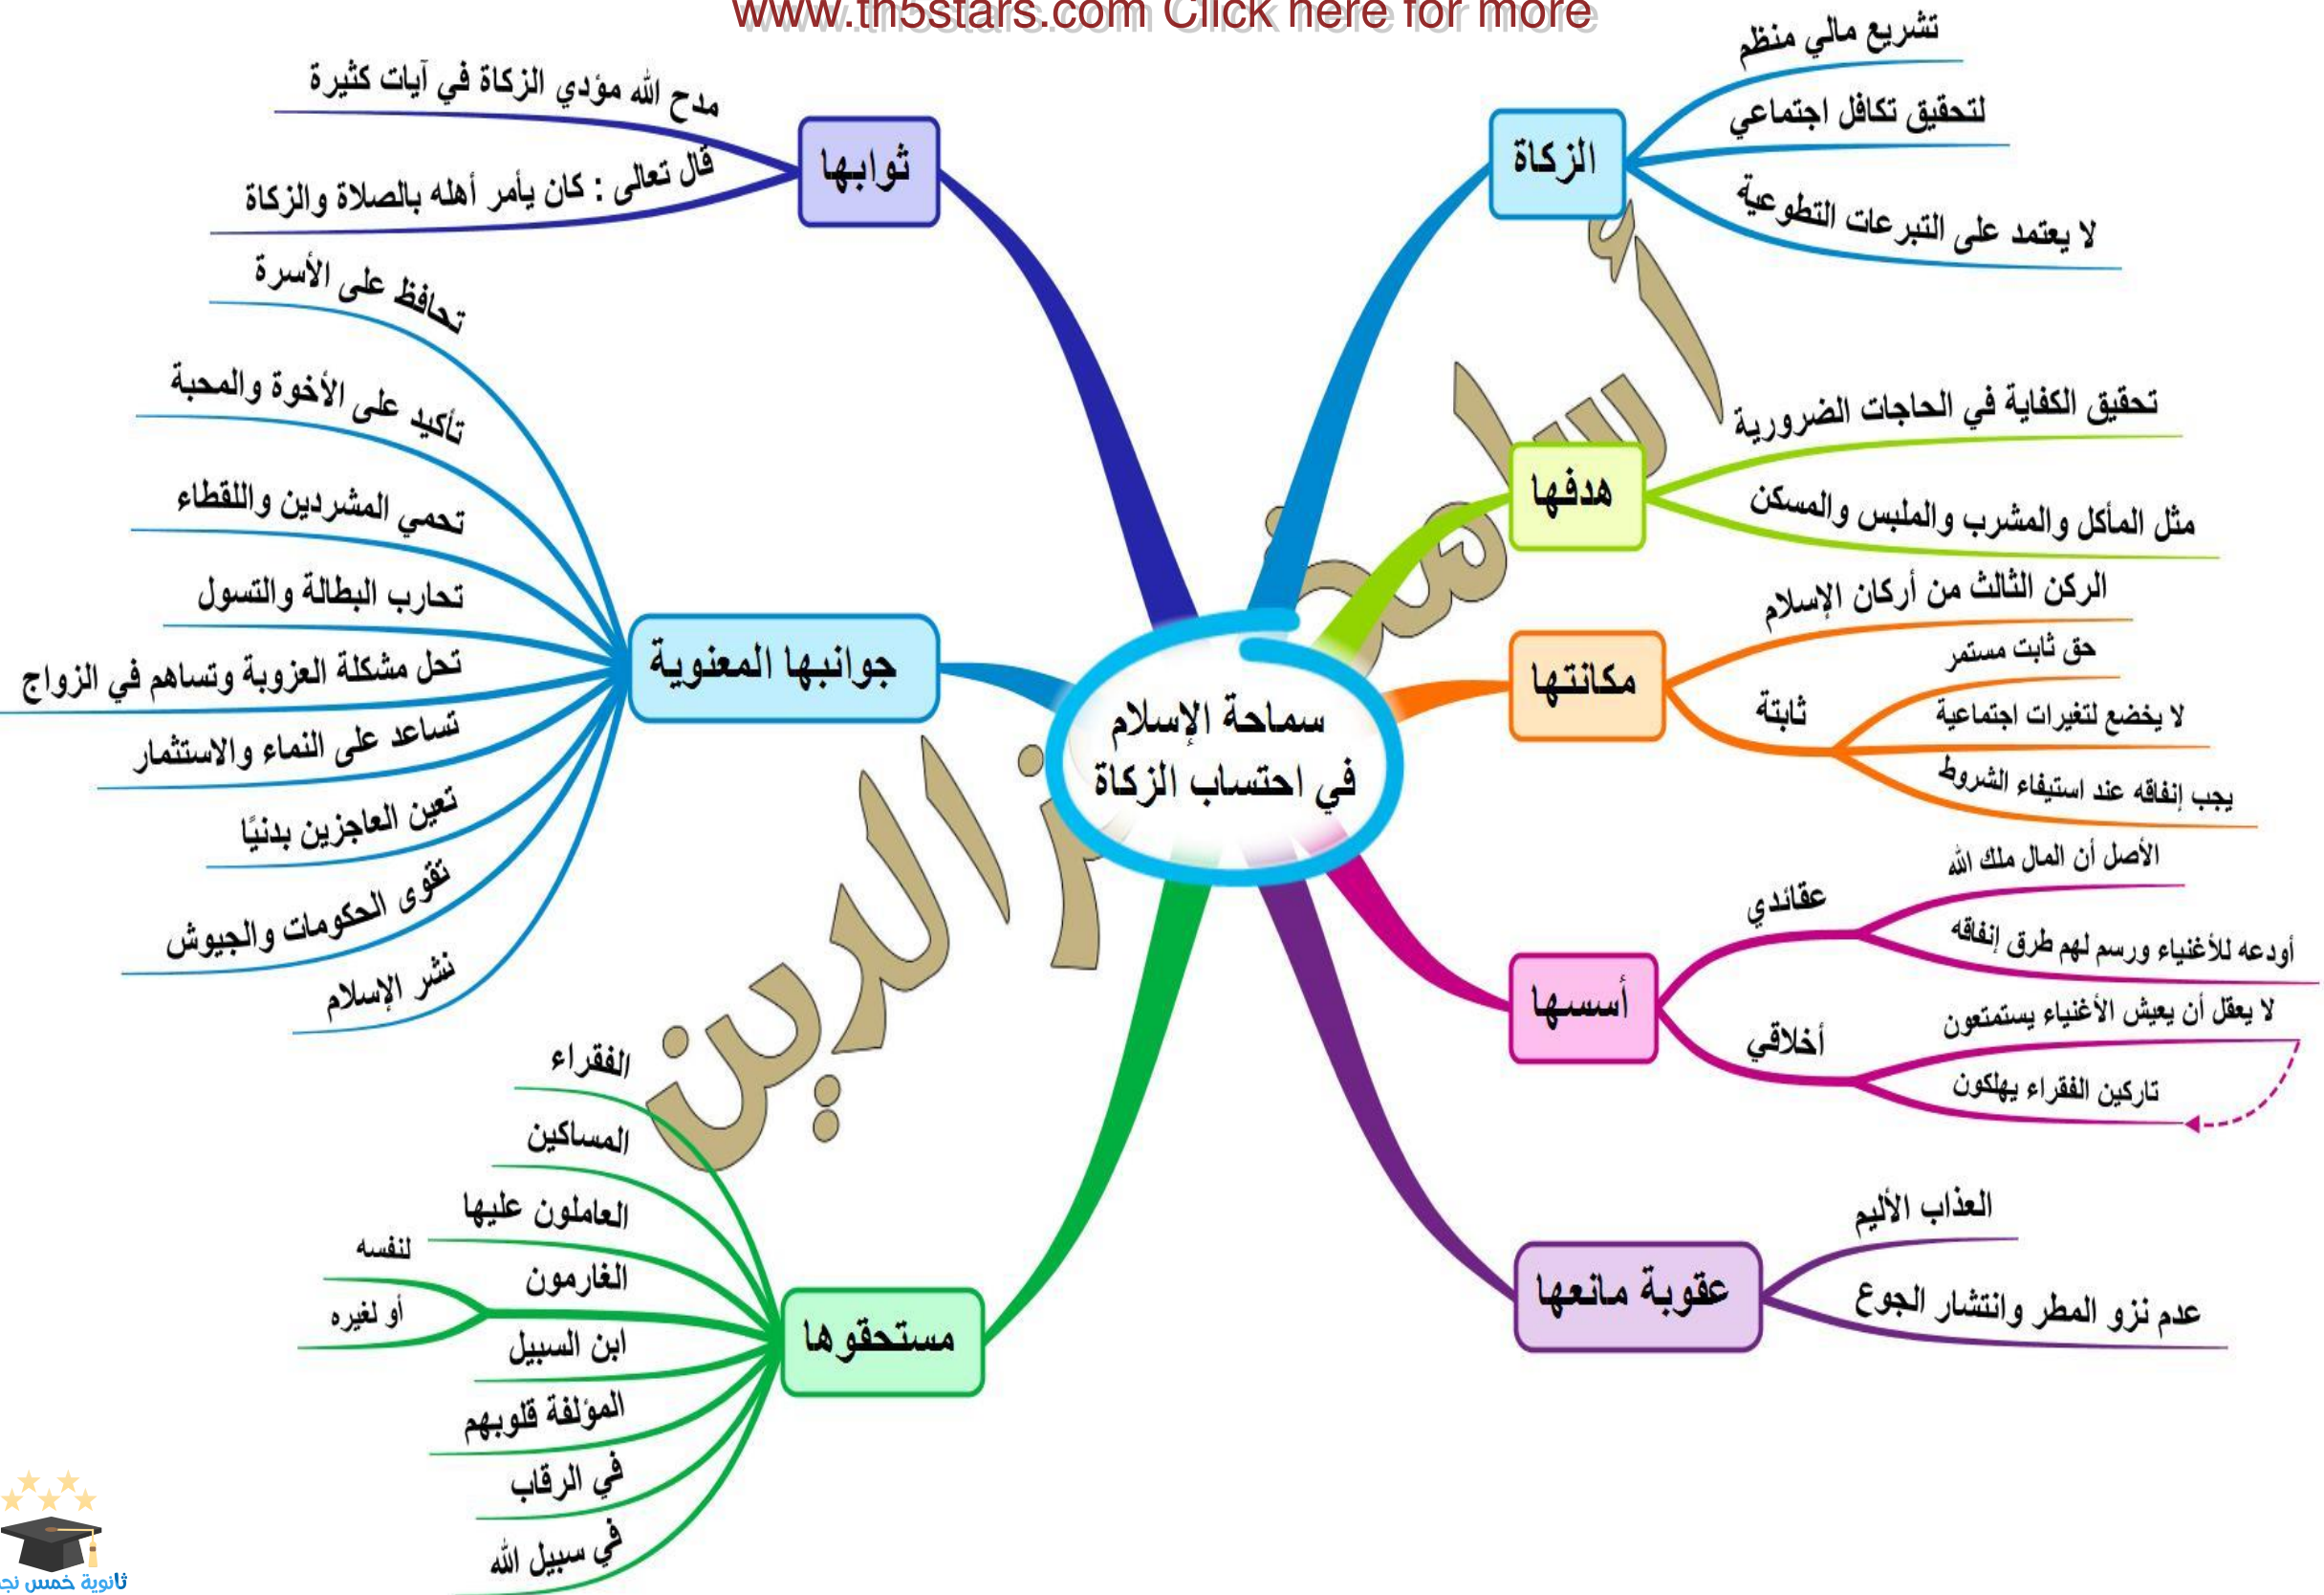 www.th5stars.com Click here for more
سماحة الإسلام
في احتساب الزكاة
الزكاة
تشريع مالي منظم
لتحقيق تكافل اجتماعي
لا يعتمد على التبرعات التطوعية
هدفها
تحقيق الكفاية في الحاجات الضرورية
مثل المأكل والمشرب والملبس والمسكن
مكانتها
الركن الثالث من أركان الإسلام
ثابتة
حق ثابت مستمر
لا يخضع لتغيرات اجتماعية
يجب إنفاقه عند استيفاء الشروط
أسسها
عقائدي
الأصل أن المال ملك الله
أودعه للأغنياء ورسم لهم طرق إنفاقه
أخلاقي
لا يعقل أن يعيش الأغنياء يستمتعون
تاركين الفقراء يهلكون
عقوبة مانعها
العذاب الأليم
عدم نزو المطر وانتشار الجوع
ثوابها
مدح الله مؤدي الزكاة في آيات كثيرة
قال تعالى : كان يأمر أهله بالصلاة والزكاة
جوانبها المعنوية
تحافظ على الأسرة
تأكيد على الأخوة والمحبة
تحمي المشردين واللقطاء
تحارب البطالة والتسول
تحل مشكلة العزوبة وتساهم في الزواج
تساعد على النماء والاستثمار
تعين العاجزين بدنيًا
تقوى الحكومات والجيوش
نشر الإسلام
مستحقوها
الفقراء
المساكين
العاملون عليها
الغارمون
لنفسه
أو لغيره
ابن السبيل
المؤلفة قلوبهم
في الرقاب
في سبيل الله
الدين
ثانوية خمس نج